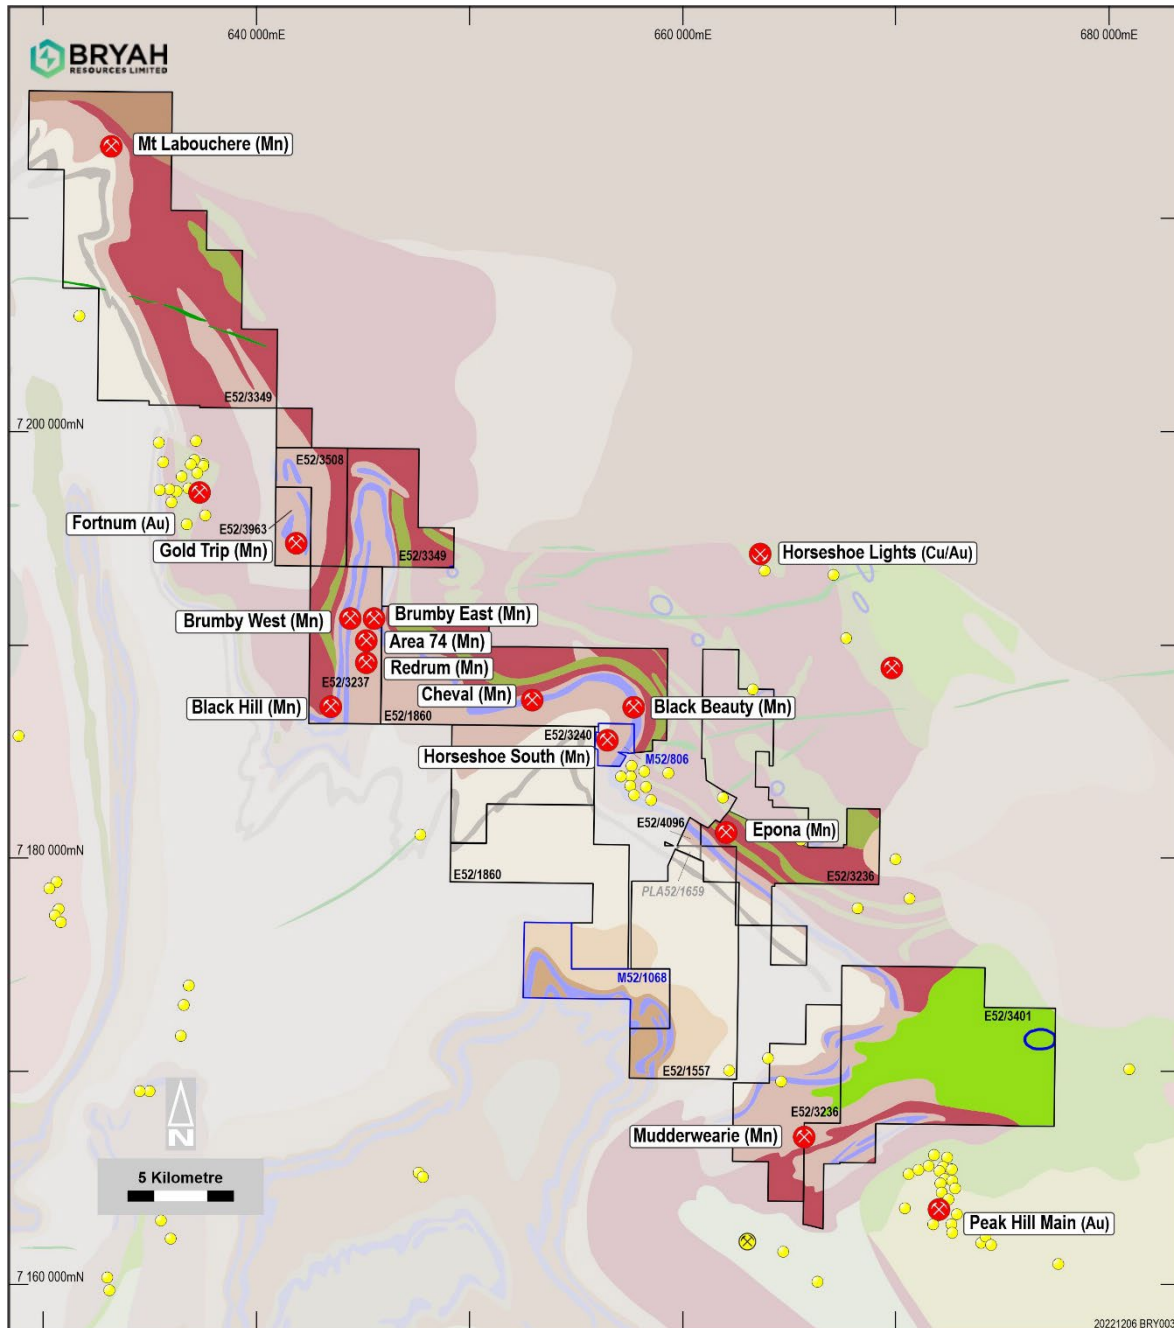 640 000mE
660 000mE
680 000mE
BRYAH
RESOURCES LIMITED
Mt Labouchere (Mn)
E52/3349
7 200 000mN
E52/3508
Fortnum (Au)
E52/3963
Gold Trip (Mn)
E52/3349
Horseshoe Lights (Cu/Au)
Brumby West (Mn)
Brumby East (Mn)
Area 74 (Mn)
Redrum (Mn)
E52/3237
Cheval (Mn)
Black Hill (Mn)
Black Beauty (Mn)
E52/1860
E52/3240
Horseshoe South (Mn)
M52/806
E52/4096
Epona (Mn)
7 180 000mN
E52/1860
PLA52/1659
E52/3236
M52/1068
E52/3401
E52/1557
E52/3236
Mudderwearie (Mn)
N
5 Kilometre
Peak Hill Main (Au)
7 160 000mN